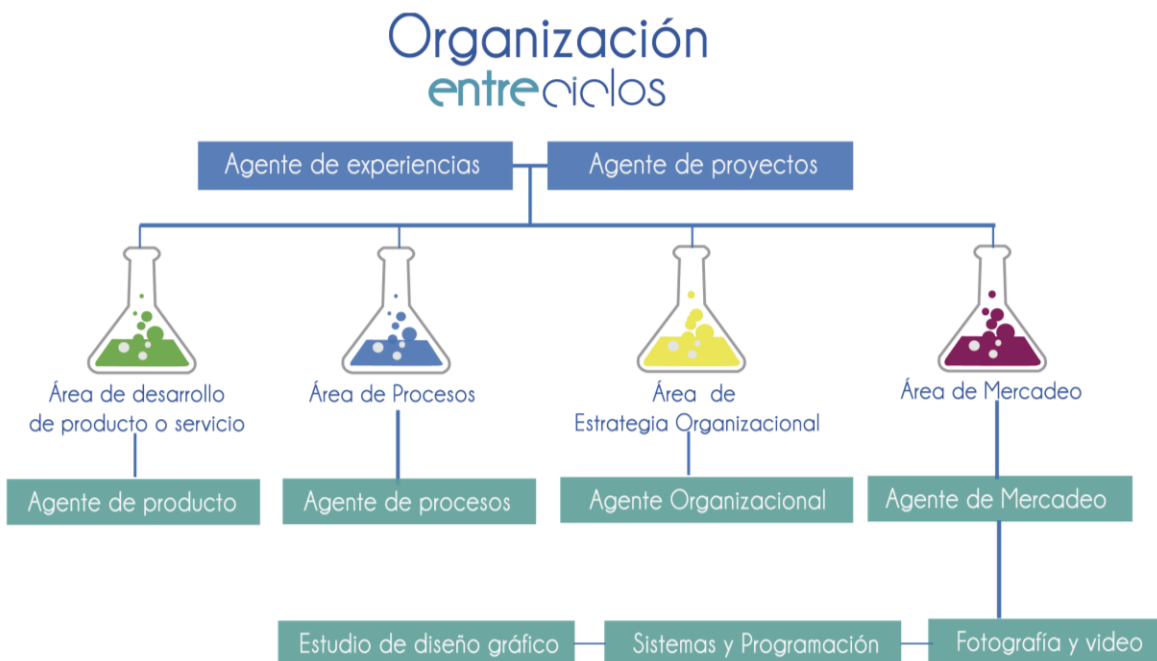 Organización
entreciclos
Agente de experiencias
Agente de proyectos
Área de desarrollo
de producto o servicio
Área de Procesos
Área de
Estrategia Organizacional
Área de Mercadeo
Agente de producto
Agente de procesos
Agente Organizacional
Agente de Mercadeo
Estudio de diseño gráfico
Sistemas y Programación
Fotografía y video